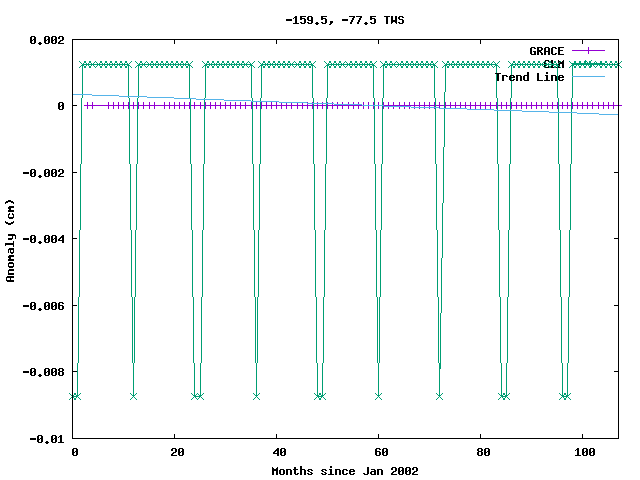 -159.5, -77.5 TWS
GRACE
CLM
Trend Line
0.002
0
-0.002
-0.004
-0.006
-0.008
-0.01
Anomaly (cm)
0 20 40 60 80 100
Months since Jan 2002